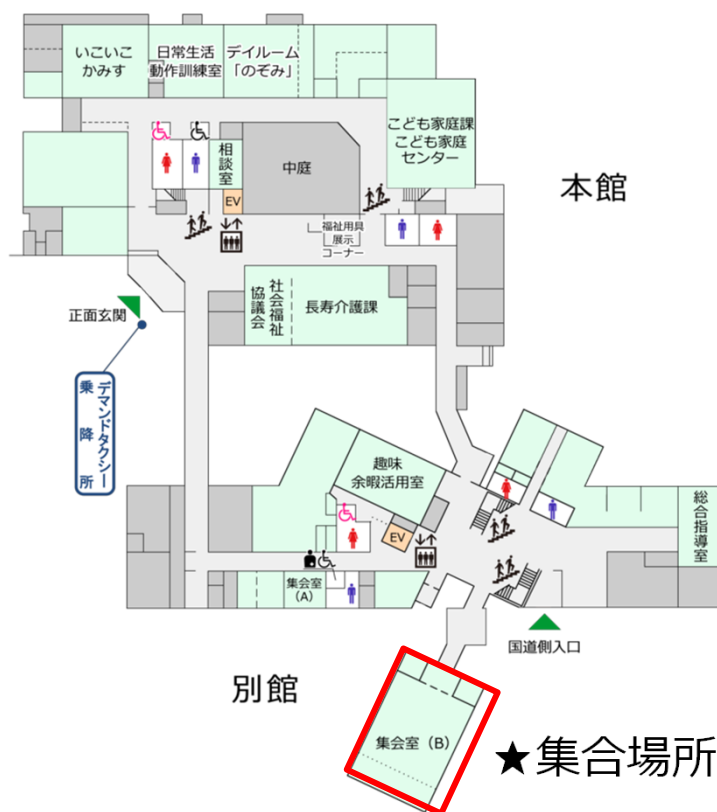 いこいこ
かみす
日常生活
動作訓練室
デイルーム
「のぞみ」
こども家庭課
こども家庭
センター
相談室
中庭
EV
本館
福祉用具
展示
コーナー
社会福祉
協議会
長寿介護課
正面玄関
デマンドタクシー
乗降所
趣味
余暇活用室
EV
総合指導室
集会室
(A)
国道側入口
別館
集会室（B）
★集合場所